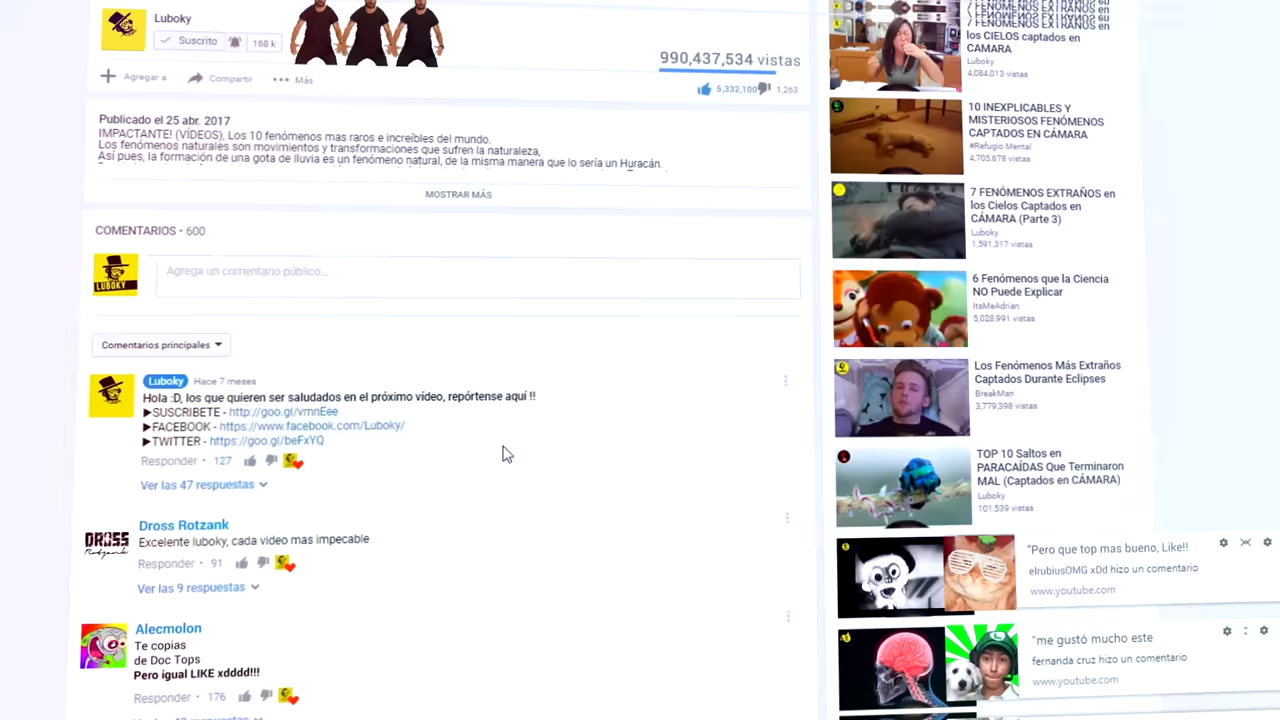 Luboky
Suscrito
168 k
990,437,534 vistas
Agregar a
Compartir
Más
5,332,100
1,263
Publicado el 25 abr. 2017
IMPACTANTE! (VÍDEOS), Los 10 fenómenos mas raros e increíbles del mundo.
Los fenómenos naturales son movimientos y transformaciones que sufren la naturaleza,
Así pues, la formación de una gota de lluvia es un fenómeno natural, de la misma manera que lo sería un Huracán.
MOSTRAR MÁS
COMENTARIOS • 600
LUBOKY
Agrega un comentario público...
Comentarios principales
Luboky Hace 7 meses
Hola :D, los que quieren ser saludados en el próximo vídeo, repórtense aquí !!
►SUSCRIBETE - http://goo.gl/vrnnEee
►FACEBOOK - https://www.facebook.com/Luboky/
►TWITTER - https://goo.gl/beFxYQ
Responder • 127
Ver las 47 respuestas
DROSS
Rotzank
Dross Rotzank
Excelente luboky, cada video mas impecable
Responder • 91
Ver las 9 respuestas
Alecmolon
Te copias
de Doc Tops
Pero igual LIKE xdddd!!!
Responder • 176
7 FENÓMENOS EXTRAÑOS en
los CIELOS captados en
CÁMARA
Luboky
4,084,013 vistas
10 INEXPLICABLES Y
MISTERIOSOS FENÓMENOS
CAPTADOS EN CÁMARA
#Refugio Mental
4,705,678 vistas
7 FENÓMENOS EXTRAÑOS en
los Cielos Captados en
CÁMARA (Parte 3)
Luboky
1,591,317 vistas
6 Fenómenos que la Ciencia
NO Puede Explicar
ItsMeAdrian
5,028,991 vistas
Los Fenómenos Más Extraños
Captados Durante Eclipses
BreakMan
3,779,398 vistas
TOP 10 Saltos en
PARACAÍDAS Que Terminaron
MAL (Captados en CÁMARA)
Luboky
101,539 vistas
"Pero que top mas bueno, Like!!
elrubiusOMG xDd hizo un comentario
www.youtube.com
"me gustó mucho este
fernanda cruz hizo un comentario
www.youtube.com